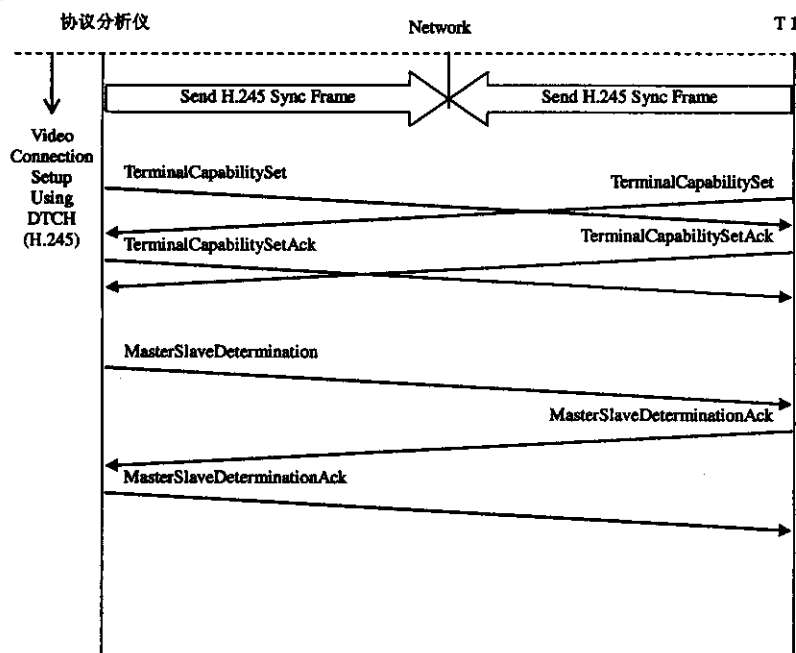 协议分析仪
Network
T 1
Send H.245 Sync Frame
Send H.245 Sync Frame
Video
Connection
Setup
Using
DTCH
(H.245)
TerminalCapabilitySet
TerminalCapabilitySet
TerminalCapabilitySetAck
TerminalCapabilitySetAck
MasterSlaveDetermination
MasterSlaveDeterminationAck
MasterSlaveDeterminationAck